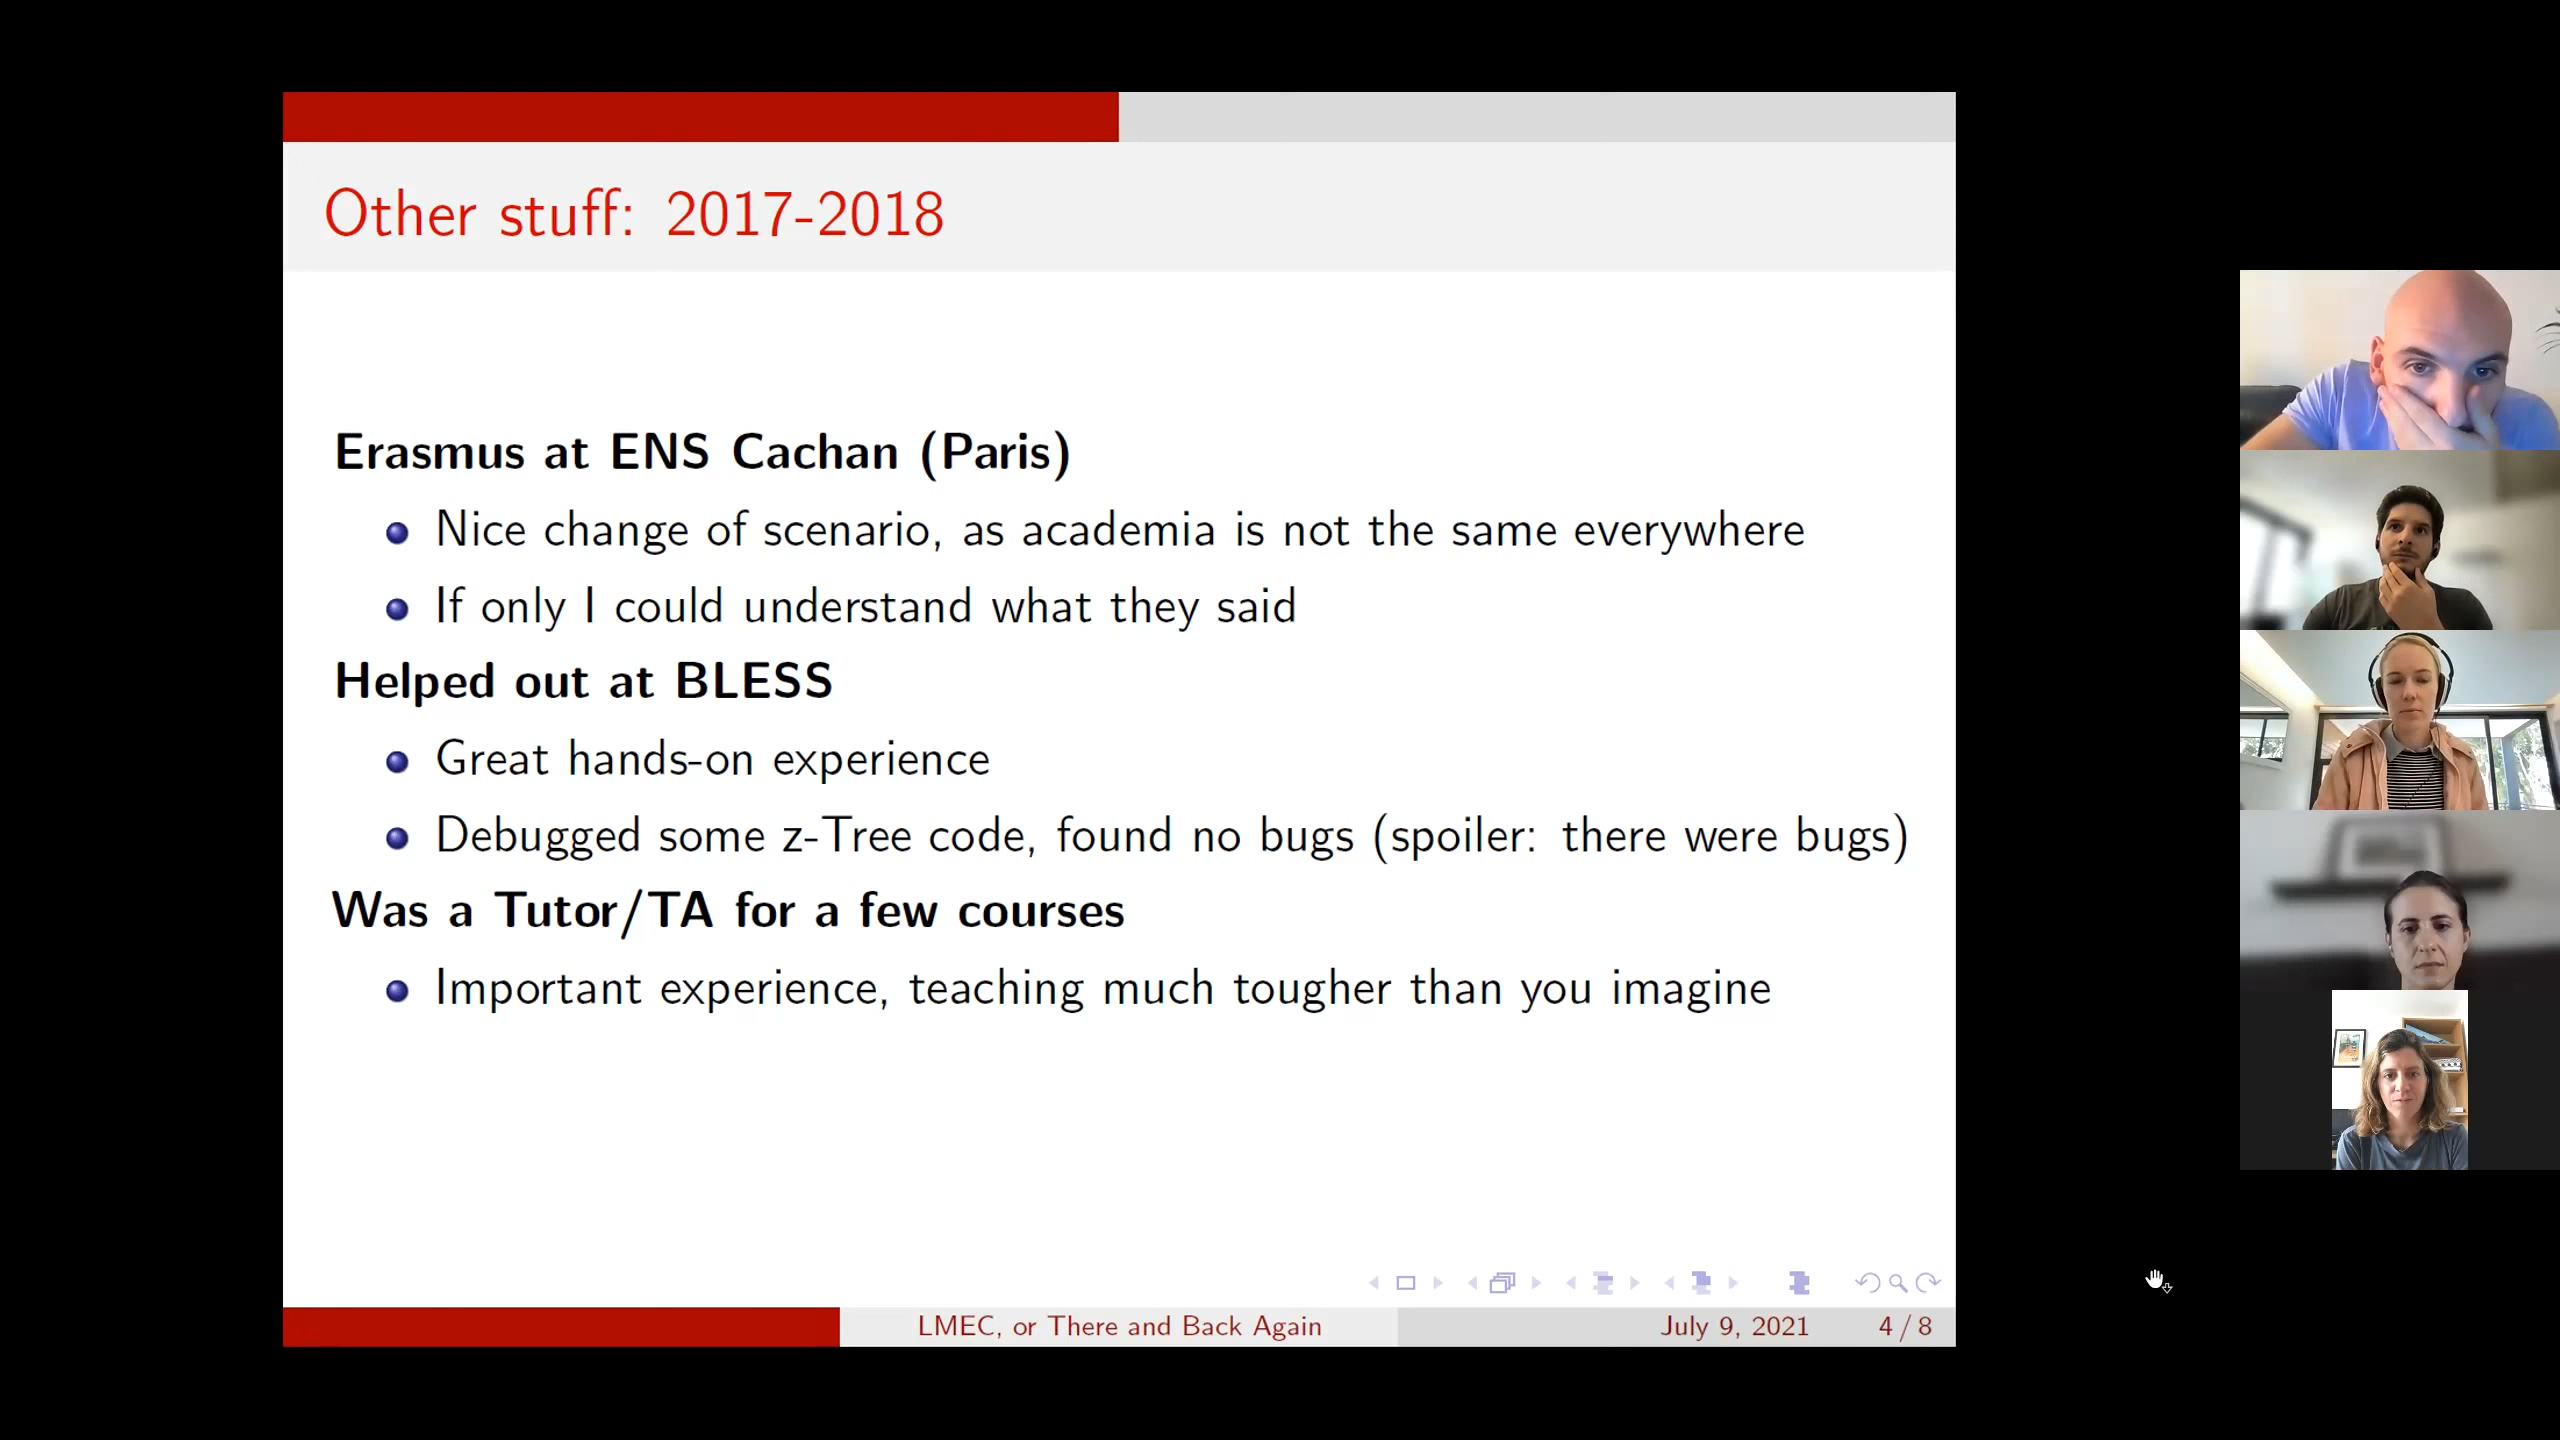 Other stuff: 2017-2018
Erasmus at ENS Cachan (Paris)
Nice change of scenario, as academia is not the same everywhere
If only I could understand what they said
Helped out at BLESS
Great hands-on experience
Debugged some z-Tree code, found no bugs (spoiler: there were bugs)
Was a Tutor/TA for a few courses
Important experience, teaching much tougher than you imagine
LMEC, or There and Back Again July 9, 2021 4 / 8